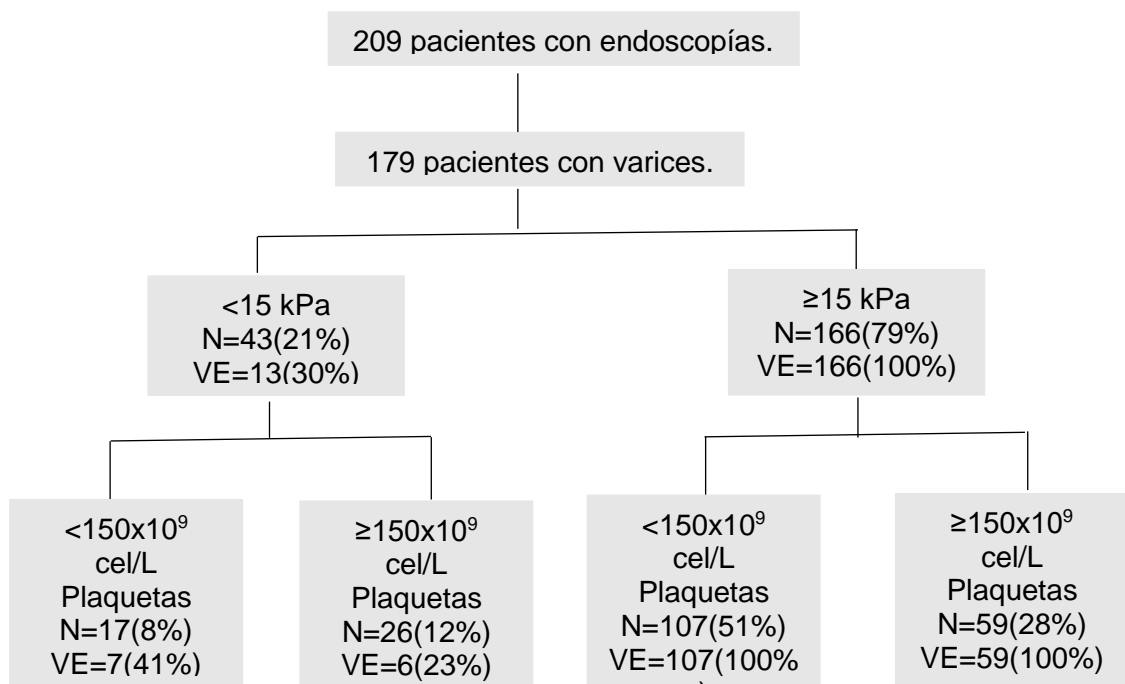 209 pacientes con endoscopías.
179 pacientes con varices.
<15 kPa
N=43(21%)
VE=13(30%)
≥15 kPa
N=166(79%)
VE=166(100%)
<150x10⁹
cel/L
Plaquetas
N=17(8%)
VE=7(41%)
≥150x10⁹
cel/L
Plaquetas
N=26(12%)
VE=6(23%)
<150x10⁹
cel/L
Plaquetas
N=107(51%)
VE=107(100%
)
≥150x10⁹
cel/L
Plaquetas
N=59(28%)
VE=59(100%)